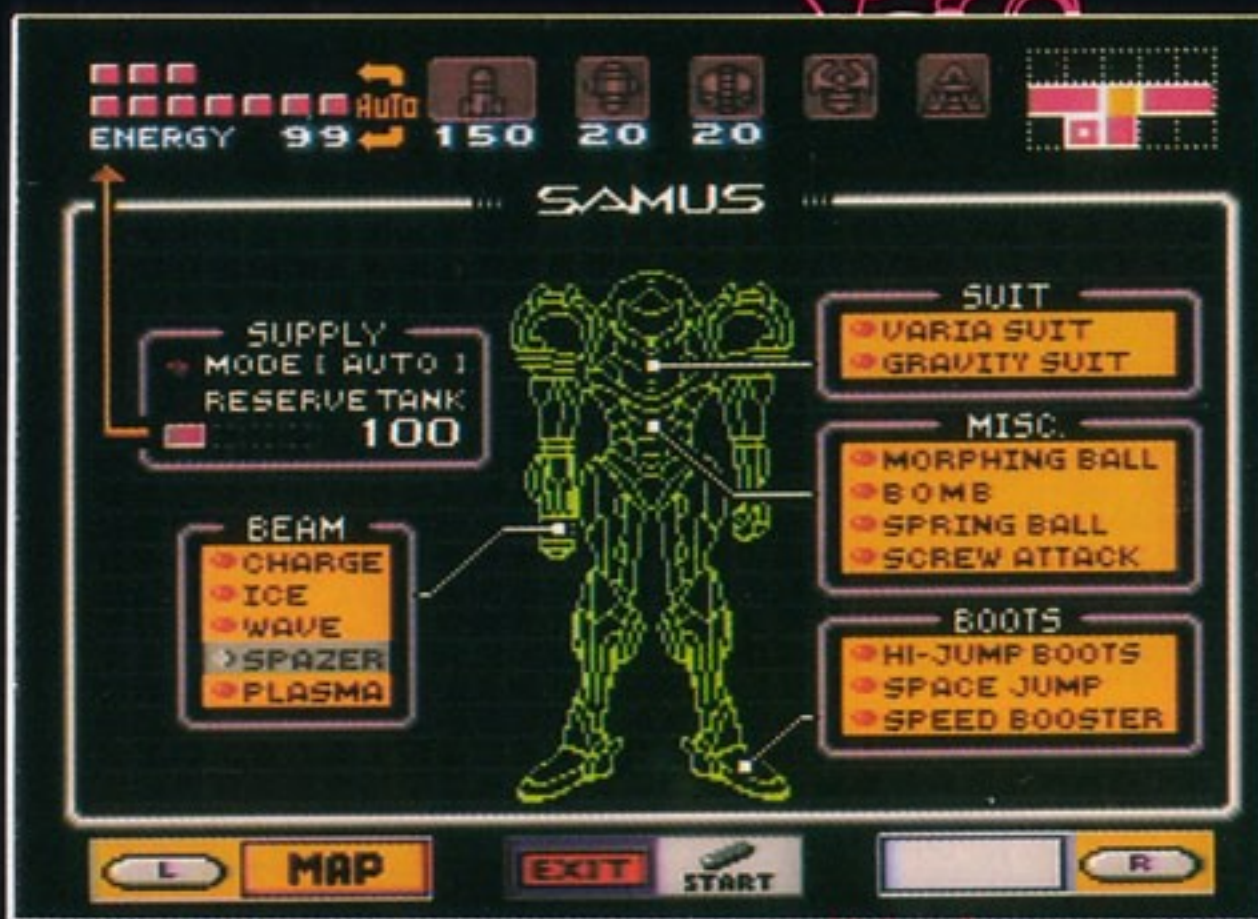 AUTO
ENERGY 99 150 20 20
SAMUS
SUPPLY
MODE [ AUTO ]
RESERVE TANK
100
BEAM
CHARGE
ICE
WAVE
SPAZER
PLASMA
SUIT
VARIA SUIT
GRAVITY SUIT
MISC.
MORPHING BALL
BOMB
SPRING BALL
SCREW ATTACK
BOOTS
HI-JUMP BOOTS
SPACE JUMP
SPEED BOOSTER
L MAP EXIT START R